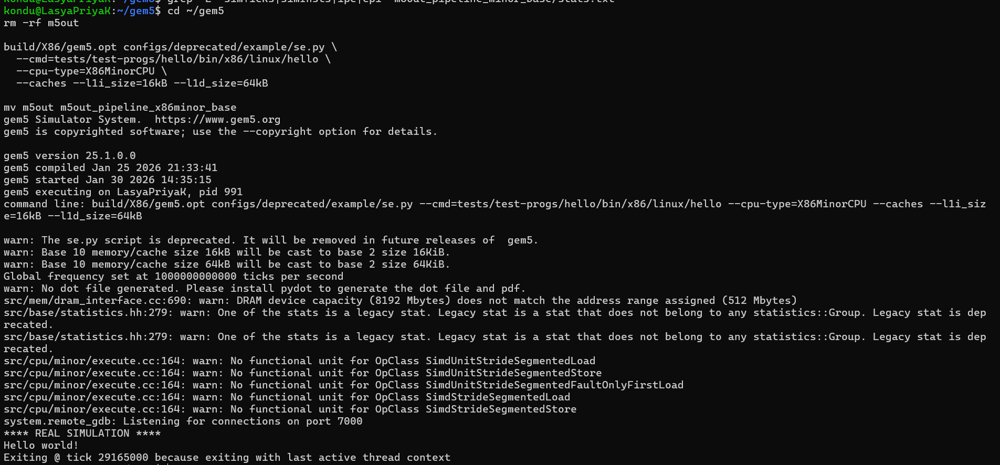 kondu@LasyaPriyaK:~/gem5$ cd ~/gem5
rm -rf m5out
build/X86/gem5.opt configs/deprecated/example/se.py \
  --cmd=tests/test-progs/hello/bin/x86/linux/hello \
  --cpu-type=X86MinorCPU \
  --caches --l1i_size=16kB --l1d_size=64kB
mv m5out m5out_pipeline_x86minor_base
gem5 Simulator System.  https://www.gem5.org
gem5 is copyrighted software; use the --copyright option for details.
gem5 version 25.1.0.0
gem5 compiled Jan 25 2026 21:33:41
gem5 started Jan 30 2026 14:35:15
gem5 executing on LasyaPriyaK, pid 991
command line: build/X86/gem5.opt configs/deprecated/example/se.py --cmd=tests/test-progs/hello/bin/x86/linux/hello --cpu-type=X86MinorCPU --caches --l1i_siz
e=16kB --l1d_size=64kB
warn: The se.py script is deprecated. It will be removed in future releases of  gem5.
warn: Base 10 memory/cache size 16kB will be cast to base 2 size 16KiB.
warn: Base 10 memory/cache size 64kB will be cast to base 2 size 64KiB.
Global frequency set at 1000000000000 ticks per second
warn: No dot file generated. Please install pydot to generate the dot file and pdf.
src/mem/dram_interface.cc:690: warn: DRAM device capacity (8192 Mbytes) does not match the address range assigned (512 Mbytes)
src/base/statistics.hh:279: warn: One of the stats is a legacy stat. Legacy stat is a stat that does not belong to any statistics::Group. Legacy stat is dep
recated.
src/base/statistics.hh:279: warn: One of the stats is a legacy stat. Legacy stat is a stat that does not belong to any statistics::Group. Legacy stat is dep
recated.
src/cpu/minor/execute.cc:164: warn: No functional unit for OpClass SimdUnitStrideSegmentedLoad
src/cpu/minor/execute.cc:164: warn: No functional unit for OpClass SimdUnitStrideSegmentedStore
src/cpu/minor/execute.cc:164: warn: No functional unit for OpClass SimdUnitStrideSegmentedFaultOnlyFirstLoad
src/cpu/minor/execute.cc:164: warn: No functional unit for OpClass SimdStrideSegmentedLoad
src/cpu/minor/execute.cc:164: warn: No functional unit for OpClass SimdStrideSegmentedStore
system.remote_gdb: Listening for connections on port 7000
**** REAL SIMULATION ****
Hello world!
Exiting @ tick 29165000 because exiting with last active thread context